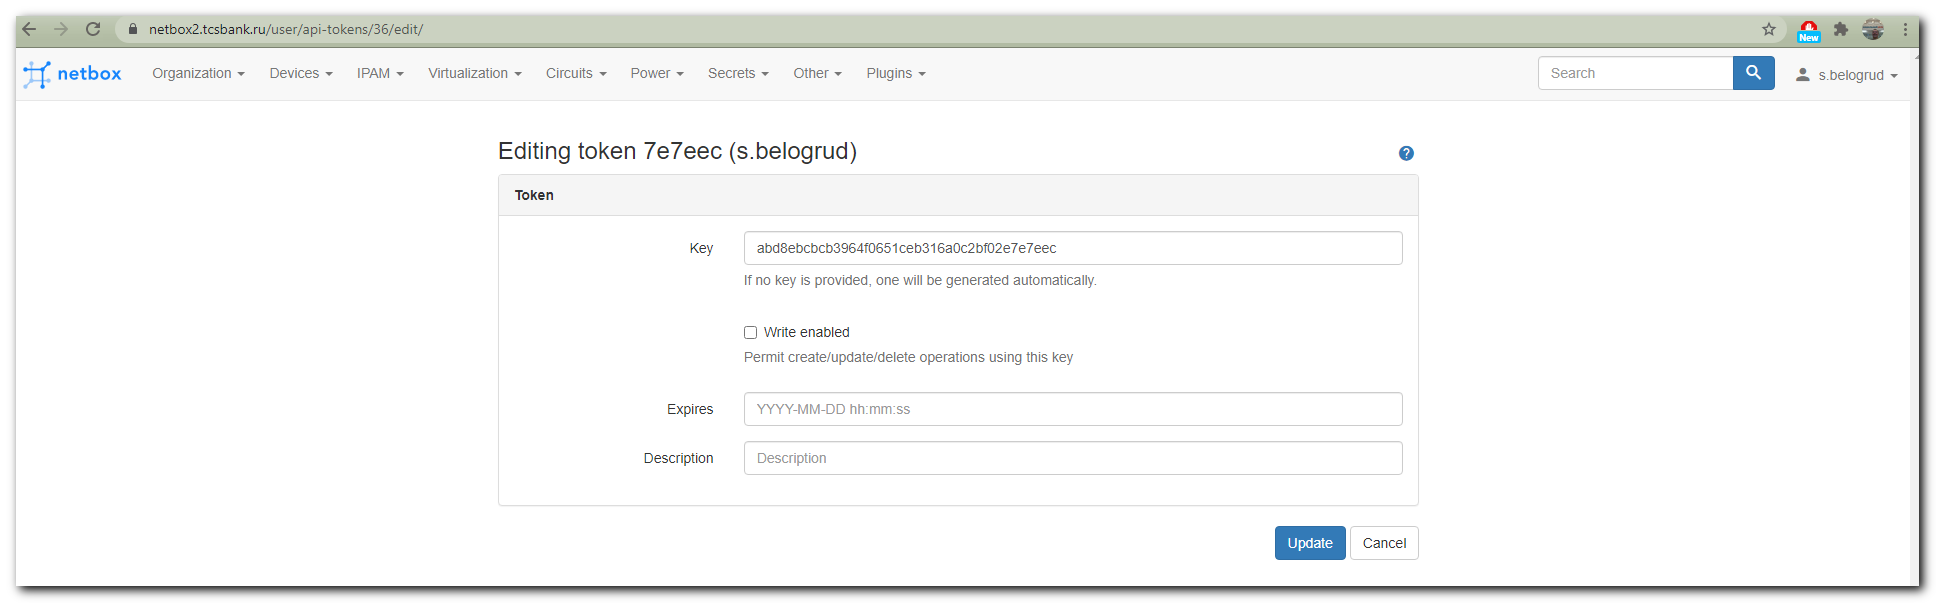 netbox2.tcsbank.ru/user/api-tokens/36/edit/
New
netbox Organization Devices IPAM Virtualization Circuits Power Secrets Other Plugins Search s.belogrud
Editing token 7e7eec (s.belogrud) ?
Token
Key abd8ebcbcb3964f0651ceb316a0c2bf02e7e7eec
If no key is provided, one will be generated automatically.
Write enabled
Permit create/update/delete operations using this key
Expires YYYY-MM-DD hh:mm:ss
Description Description
Update Cancel